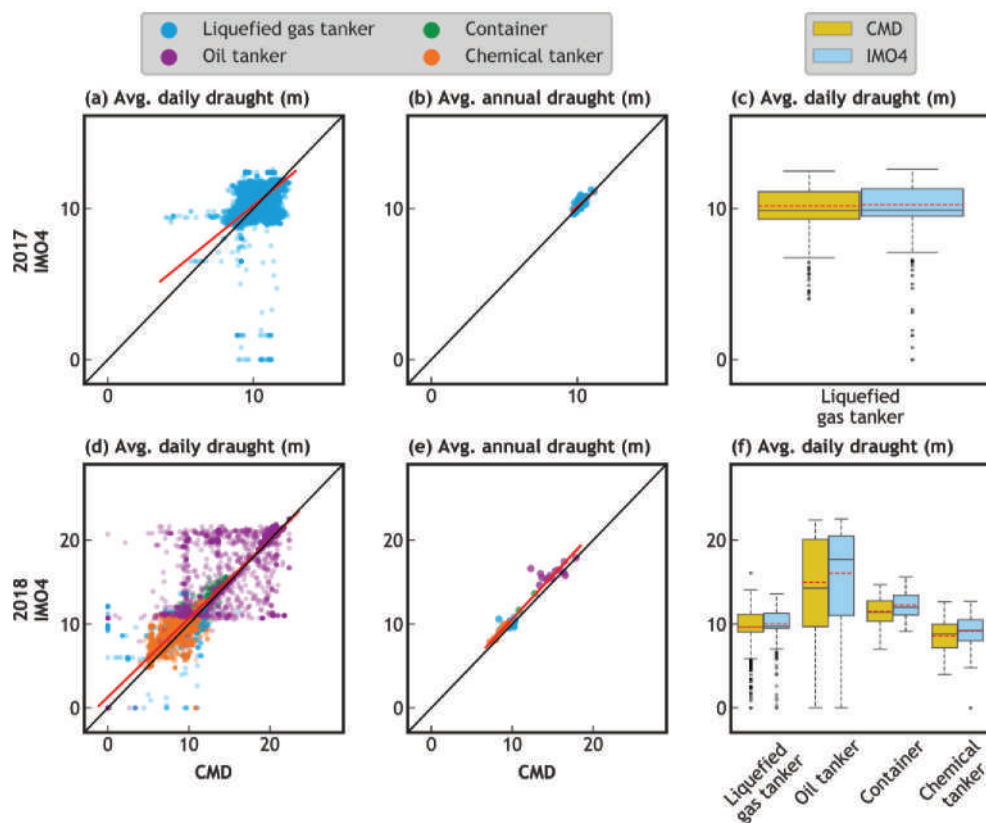 Liquefied gas tanker Container
Oil tanker Chemical tanker
CMD
IMO4
(a) Avg. daily draught (m)
(b) Avg. annual draught (m)
(c) Avg. daily draught (m)
2017
IMO4
10
0
0 10
10
0
0 10
10
0
Liquefied
gas tanker
(d) Avg. daily draught (m)
(e) Avg. annual draught (m)
(f) Avg. daily draught (m)
2018
IMO4
20
10
0
0 10 20
CMD
20
10
0
0 10 20
CMD
20
10
0
Liquefied
gas tanker
Oil tanker
Container
Chemical
tanker